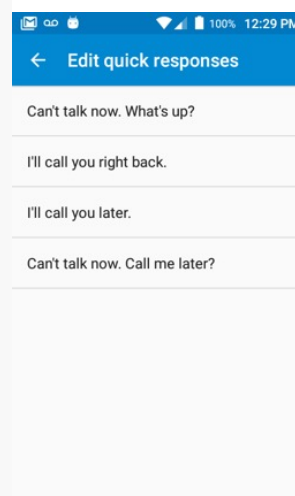 100% 12:29 PM
Edit quick responses
Can't talk now. What's up?
I'll call you right back.
I'll call you later.
Can't talk now. Call me later?